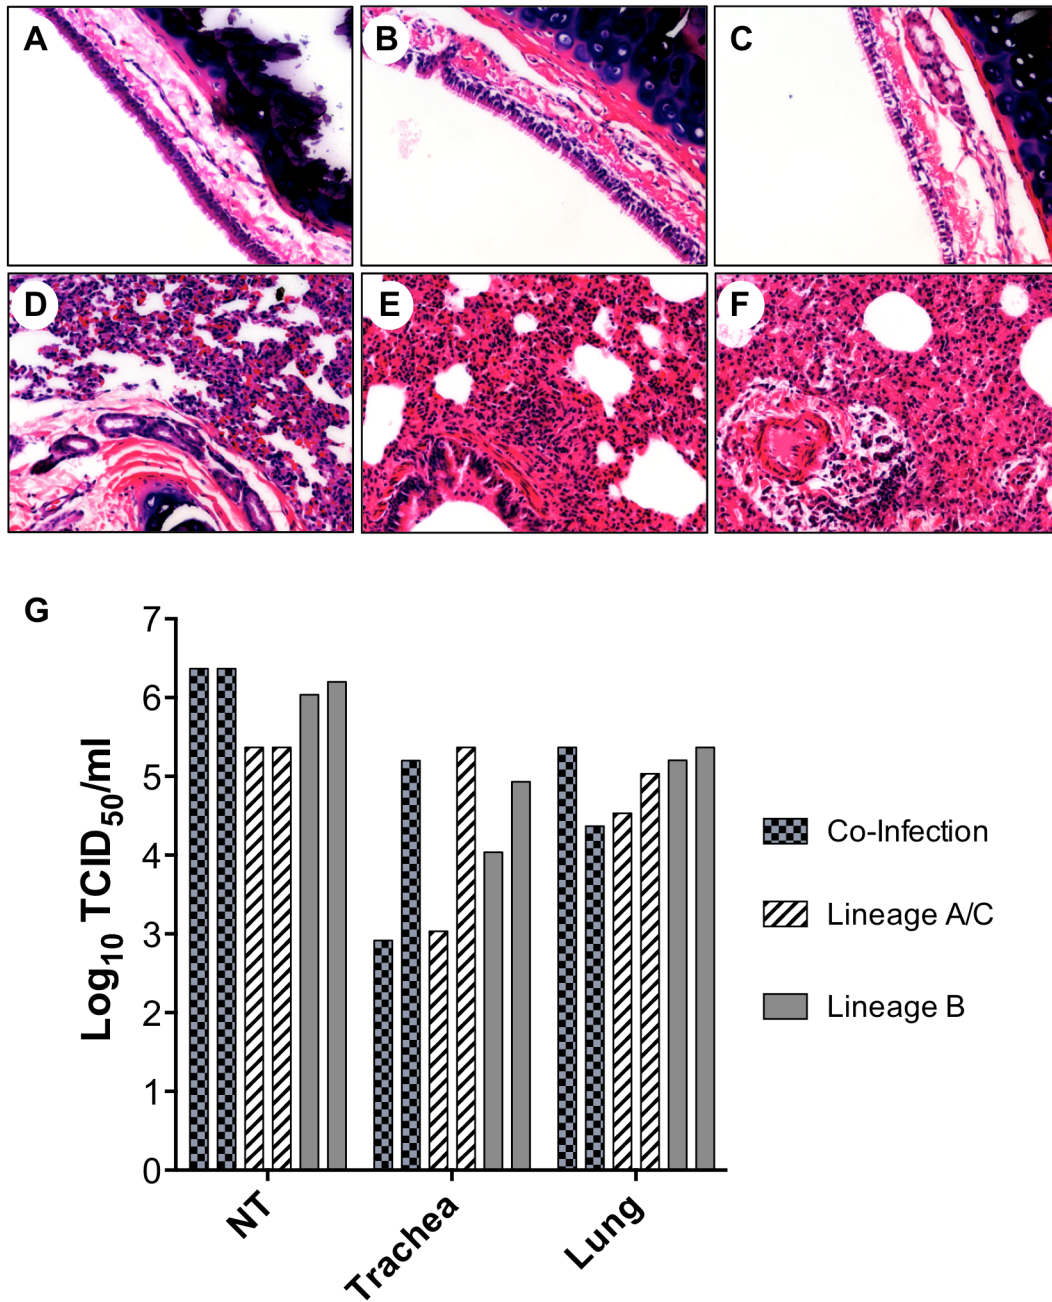 A
B
C
D
E
F
G
7
6
5
4
3
2
1
0
Log10 TCID50/ml
NT
Trachea
Lung
Co-Infection
Lineage A/C
Lineage B